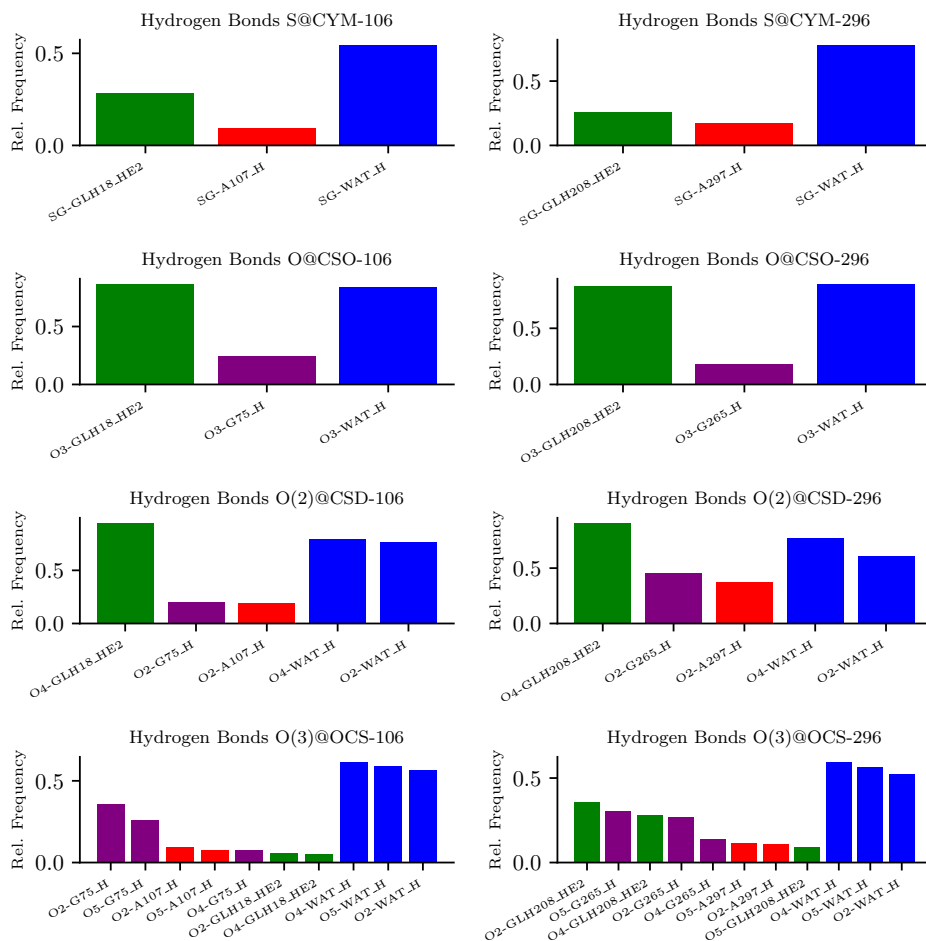 Hydrogen Bonds S@CYM-106
Rel. Frequency
0.5
0.0
SG-GLH18_HE2
SG-A107_H
SG-WAT_H
Hydrogen Bonds S@CYM-296
Rel. Frequency
0.5
0.0
SG-GLH208_HE2
SG-A297_H
SG-WAT_H
Hydrogen Bonds O@CSO-106
Rel. Frequency
0.5
0.0
O3-GLH18_HE2
O3-G75_H
O3-WAT_H
Hydrogen Bonds O@CSO-296
Rel. Frequency
0.5
0.0
O3-GLH208_HE2
O3-G265_H
O3-WAT_H
Hydrogen Bonds O(2)@CSD-106
Rel. Frequency
0.5
0.0
O4-GLH18_HE2
O2-G75_H
O2-A107_H
O4-WAT_H
O2-WAT_H
Hydrogen Bonds O(2)@CSD-296
Rel. Frequency
0.5
0.0
O4-GLH208_HE2
O2-G265_H
O2-A297_H
O4-WAT_H
O2-WAT_H
Hydrogen Bonds O(3)@OCS-106
Rel. Frequency
0.5
0.0
O2-G75_H
O5-G75_H
O2-A107_H
O5-A107_H
O4-G75_H
O2-GLH18_HE2
O4-GLH18_HE2
O4-WAT_H
O5-WAT_H
O2-WAT_H
Hydrogen Bonds O(3)@OCS-296
Rel. Frequency
0.5
0.0
O2-GLH208_HE2
O5-G265_H
O4-GLH208_HE2
O2-G265_H
O4-G265_H
O5-A297_H
O2-A297_H
O5-GLH208_HE2
O4-WAT_H
O5-WAT_H
O2-WAT_H